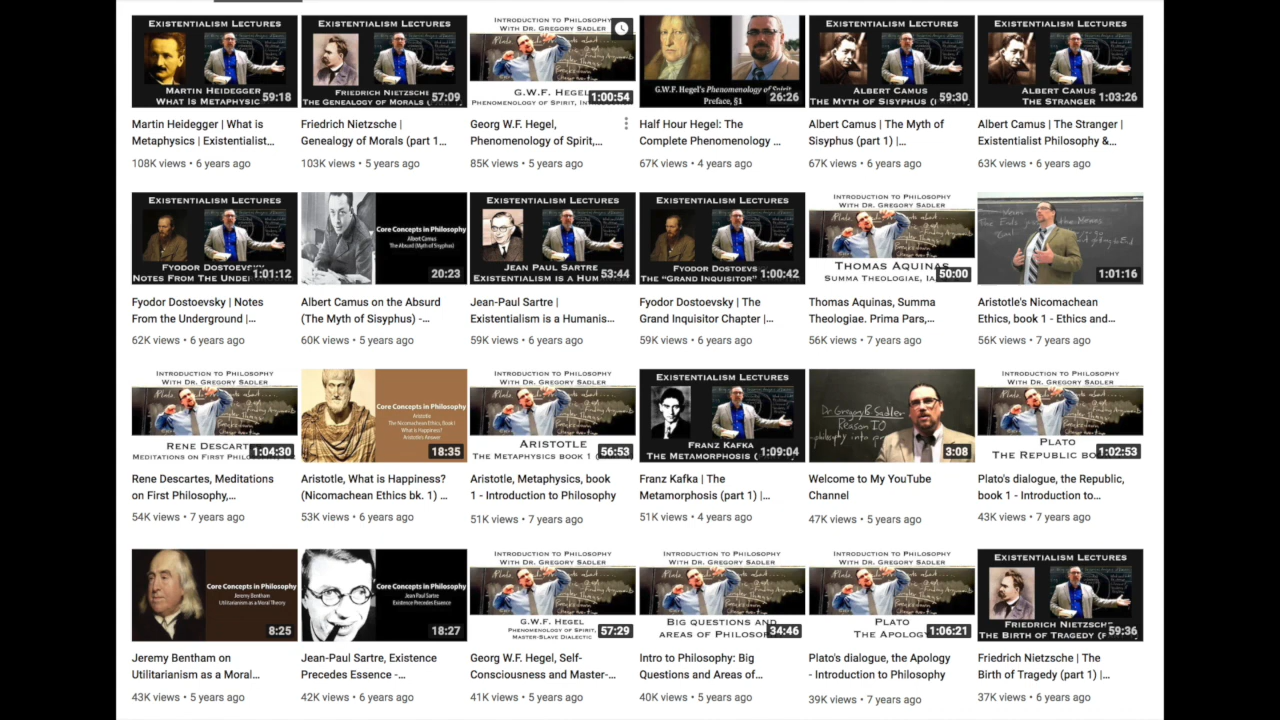 EXISTENTIALISM LECTURES
MARTIN HEIDEGGER
WHAT IS METAPHYSIC
59:18
EXISTENTIALISM LECTURES
FRIEDRICH NIETZSCHE
THE GENEALOGY OF MORALS (
57:09
INTRODUCTION TO PHILOSOPHY
WITH DR. GREGORY SADLER
G.W.F. HEGEL
PHENOMENOLOGY OF SPIRIT, IN
1:00:54
G.W.F. Hegel's Phenomenology of Spirit
Preface, §1
26:26
EXISTENTIALISM LECTURES
ALBERT CAMUS
THE MYTH OF SISYPHUS (
59:30
EXISTENTIALISM LECTURES
ALBERT CAMUS
THE STRANGER
1:03:26
Martin Heidegger | What is
Metaphysics | Existentialist...
108K views • 6 years ago
Friedrich Nietzsche |
Genealogy of Morals (part 1...
103K views • 5 years ago
Georg W.F. Hegel,
Phenomenology of Spirit,...
85K views • 5 years ago
Half Hour Hegel: The
Complete Phenomenology ...
67K views • 4 years ago
Albert Camus | The Myth of
Sisyphus (part 1) |...
67K views • 6 years ago
Albert Camus | The Stranger |
Existentialist Philosophy &...
63K views • 6 years ago
EXISTENTIALISM LECTURES
FYODOR DOSTOEVSKY
NOTES FROM THE UNDE
1:01:12
Core Concepts in Philosophy
Albert Camus
The Absurd (Myth of Sisyphus)
20:23
EXISTENTIALISM LECTURES
JEAN PAUL SARTRE
EXISTENTIALISM IS A HUM
53:44
EXISTENTIALISM LECTURES
FYODOR DOSTOEVS
THE "GRAND INQUISITOR"
1:00:42
INTRODUCTION TO PHILOSOPHY
WITH DR. GREGORY SADLER
THOMAS AQUINAS
SUMMA THEOLOGIAE, IA
50:00
1:01:16
Fyodor Dostoevsky | Notes
From the Underground |...
62K views • 6 years ago
Albert Camus on the Absurd
(The Myth of Sisyphus) -...
60K views • 5 years ago
Jean-Paul Sartre |
Existentialism is a Humanis...
59K views • 6 years ago
Fyodor Dostoevsky | The
Grand Inquisitor Chapter |...
59K views • 6 years ago
Thomas Aquinas, Summa
Theologiae. Prima Pars,...
56K views • 7 years ago
Aristotle's Nicomachean
Ethics, book 1 - Ethics and...
56K views • 7 years ago
INTRODUCTION TO PHILOSOPHY
WITH DR. GREGORY SADLER
RENE DESCART
MEDITATIONS ON FIRST PHILO
1:04:30
Core Concepts in Philosophy
Aristotle
The Nicomachean Ethics, Book I
What is Happiness?
Aristotle's Answer
18:35
INTRODUCTION TO PHILOSOPHY
WITH DR. GREGORY SADLER
ARISTOTLE
THE METAPHYSICS BOOK 1 (
56:53
EXISTENTIALISM LECTURES
FRANZ KAFKA
THE METAMORPHOSIS (
1:09:04
Dr Gregory B Sadler
Reason IO
philosophy into pr
3:08
INTRODUCTION TO PHILOSOPHY
WITH DR. GREGORY SADLER
PLATO
THE REPUBLIC BO
1:02:53
Rene Descartes, Meditations
on First Philosophy,...
54K views • 7 years ago
Aristotle, What is Happiness?
(Nicomachean Ethics bk. 1) ...
53K views • 6 years ago
Aristotle, Metaphysics, book
1 - Introduction to Philosophy
51K views • 7 years ago
Franz Kafka | The
Metamorphosis (part 1) |...
51K views • 4 years ago
Welcome to My YouTube
Channel
47K views • 5 years ago
Plato's dialogue, the Republic,
book 1 - Introduction to...
43K views • 7 years ago
Core Concepts in Philosophy
Jeremy Bentham
Utilitarianism as a Moral Theory
8:25
Core Concepts in Philosophy
Jean Paul Sartre
Existence Precedes Essence
18:27
INTRODUCTION TO PHILOSOPHY
WITH DR. GREGORY SADLER
G.W.F. HEGEL
PHENOMENOLOGY OF SPIRIT,
MASTER-SLAVE DIALECTIC
57:29
INTRODUCTION TO PHILOSOPHY
WITH DR. GREGORY SADLER
BIG QUESTIONS AND
AREAS OF PHILOSOP
34:46
INTRODUCTION TO PHILOSOPHY
WITH DR. GREGORY SADLER
PLATO
THE APOLOGY
1:06:21
EXISTENTIALISM LECTURES
FRIEDRICH NIETZSCHE
THE BIRTH OF TRAGEDY (P
59:36
Jeremy Bentham on
Utilitarianism as a Moral...
43K views • 5 years ago
Jean-Paul Sartre, Existence
Precedes Essence -...
42K views • 6 years ago
Georg W.F. Hegel, Self-
Consciousness and Master-...
41K views • 5 years ago
Intro to Philosophy: Big
Questions and Areas of...
40K views • 5 years ago
Plato's dialogue, the Apology
- Introduction to Philosophy
39K views • 7 years ago
Friedrich Nietzsche | The
Birth of Tragedy (part 1) |...
37K views • 6 years ago